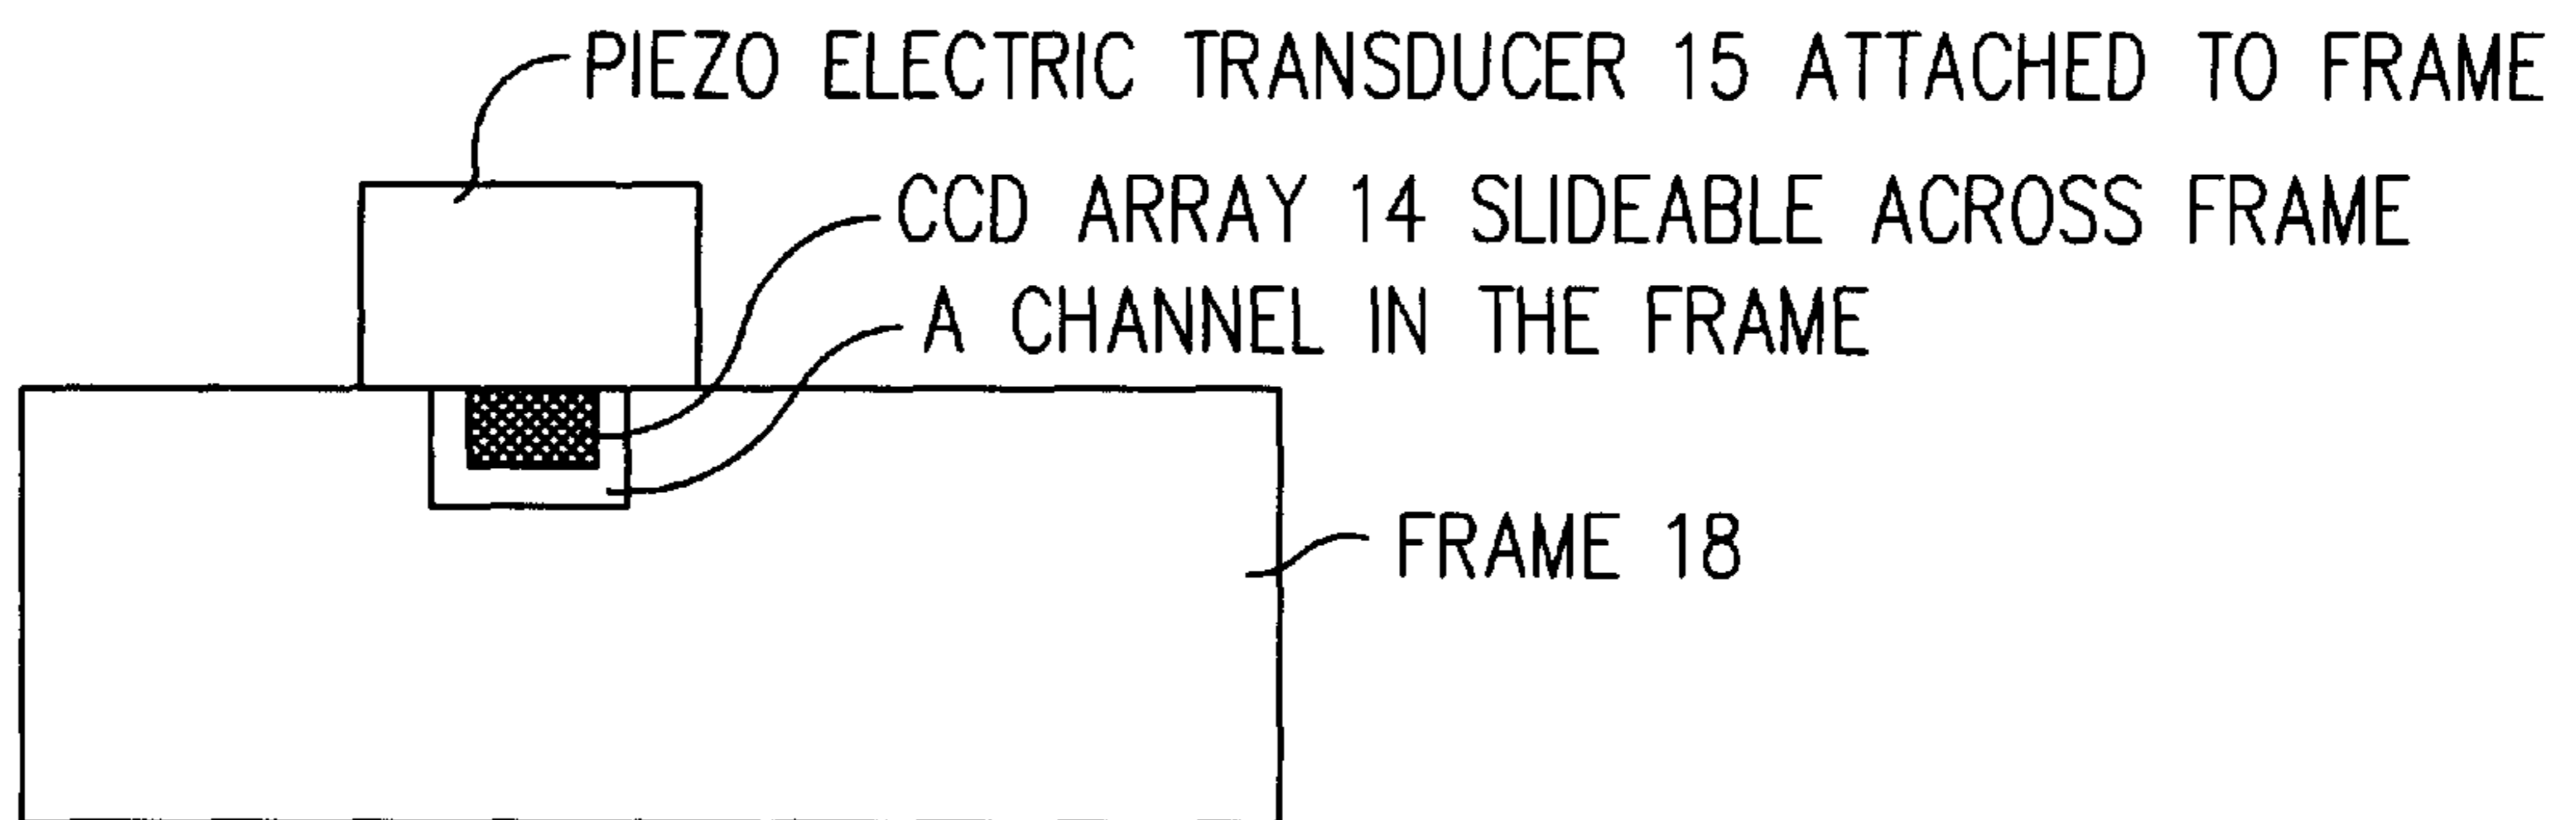 PIEZO ELECTRIC TRANSDUCER 15 ATTACHED TO FRAME
CCD ARRAY 14 SLIDEABLE ACROSS FRAME
A CHANNEL IN THE FRAME
FRAME 18